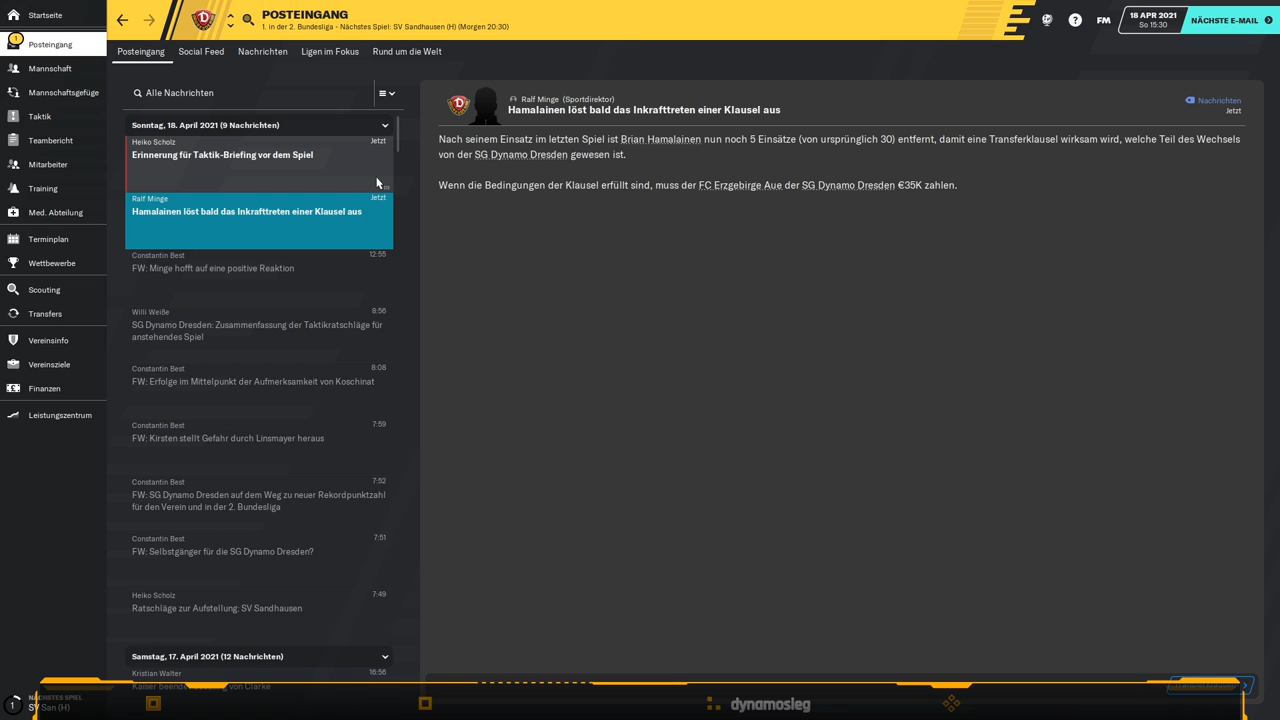 Startseite
1
Posteingang
Mannschaft
Mannschaftsgefüge
Taktik
Teambericht
Mitarbeiter
Training
Med. Abteilung
Terminplan
Wettbewerbe
Scouting
Transfers
Vereinsinfo
Vereinsziele
Finanzen
Leistungszentrum
POSTEINGANG
1. in der 2. Bundesliga - Nächstes Spiel: SV Sandhausen (H) (Morgen 20:30)
FM
18 APR 2021
So 15:30
NÄCHSTE E-MAIL
Posteingang Social Feed Nachrichten Ligen im Fokus Rund um die Welt
Alle Nachrichten
Sonntag, 18. April 2021 (9 Nachrichten)
Heiko Scholz Jetzt
Erinnerung für Taktik-Briefing vor dem Spiel
Ralf Minge Jetzt
Hamalainen löst bald das Inkrafttreten einer Klausel aus
Constantin Best 12:55
FW: Minge hofft auf eine positive Reaktion
Willi Weiße 8:56
SG Dynamo Dresden: Zusammenfassung der Taktikratschläge für
anstehendes Spiel
Constantin Best 8:08
FW: Erfolge im Mittelpunkt der Aufmerksamkeit von Koschinat
Constantin Best 7:59
FW: Kirsten stellt Gefahr durch Linsmayer heraus
Constantin Best 7:52
FW: SG Dynamo Dresden auf dem Weg zu neuer Rekordpunktzahl
für den Verein und in der 2. Bundesliga
Constantin Best 7:51
FW: Selbstgänger für die SG Dynamo Dresden?
Heiko Scholz 7:49
Ratschläge zur Aufstellung: SV Sandhausen
Samstag, 17. April 2021 (12 Nachrichten)
Kristian Walter 16:56
Ralf Minge (Sportdirektor)
Hamalainen löst bald das Inkrafttreten einer Klausel aus
Nachrichten
Jetzt
Nach seinem Einsatz im letzten Spiel ist Brian Hamalainen nun noch 5 Einsätze (von ursprünglich 30) entfernt, damit eine Transferklausel wirksam wird, welche Teil des Wechsels
von der SG Dynamo Dresden gewesen ist.
Wenn die Bedingungen der Klausel erfüllt sind, muss der FC Erzgebirge Aue der SG Dynamo Dresden €35K zahlen.
1
NÄCHSTES SPIEL
SV San (H)
dynamosleg